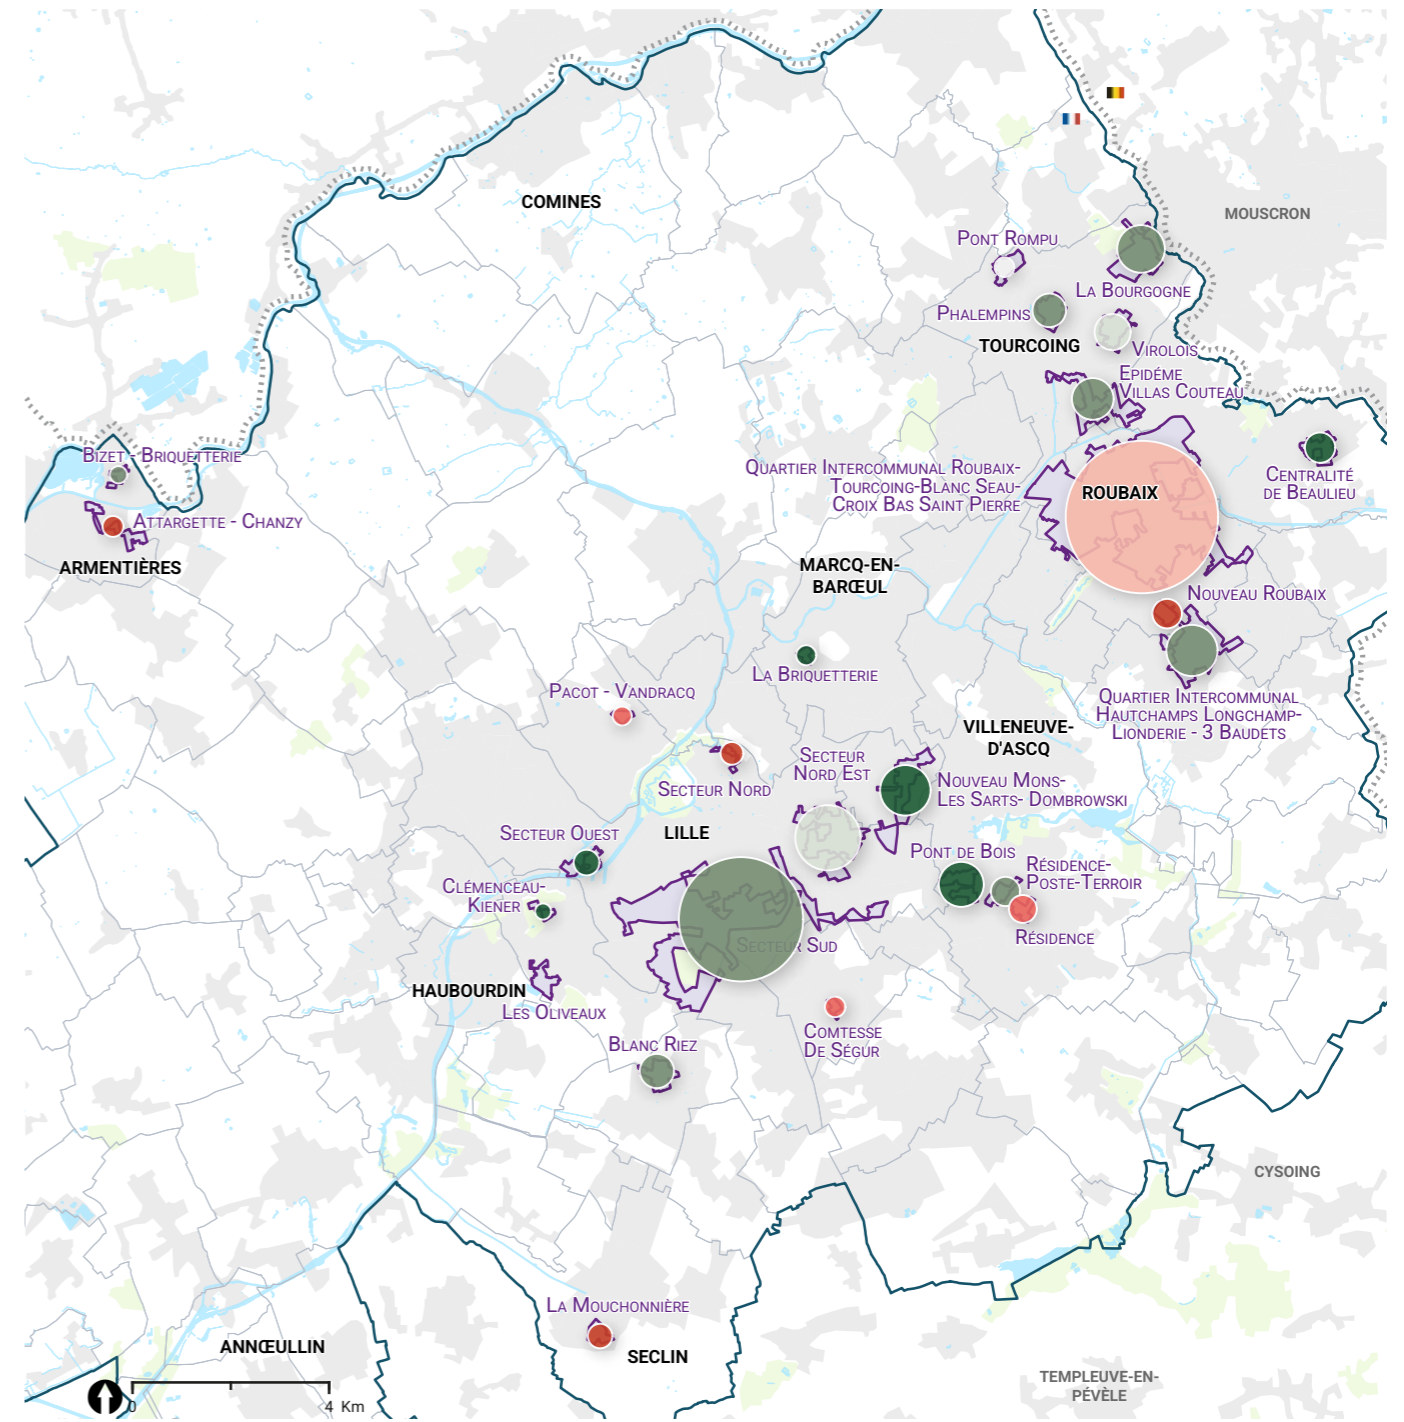 COMINES
MOUSCRON
PONT ROMPU
LA BOURGOGNE
PHALEMPINS
TOURCOING
VIROLOIS
EPIDÉME
VILLAS COUTEAU
BIZET - BRIQUETTERIE
QUARTIER INTERCOMMUNAL ROUBAIX-
TOURCOING-BLANC SEAU-
CROIX BAS SAINT PIERRE
ROUBAIX
CENTRALITÉ
DE BEAULIEU
ATTARGETTE - CHANZY
ARMENTIÈRES
MARCQ-EN-
BARŒUL
NOUVEAU ROUBAIX
LA BRIQUETTERIE
PACOT - VANDRACQ
QUARTIER INTERCOMMUNAL
HAUTCHAMPS LONGCHAMP-
LIONDERIE - 3 BAUDETS
VILLENEUVE-
D'ASCQ
SECTEUR
NORD EST
SECTEUR NORD
NOUVEAU MONS-
LES SARTS- DOMBROWSKI
SECTEUR OUEST
LILLE
PONT DE BOIS
RÉSIDENCE-
POSTE-TERROIR
CLÉMENCEAU-
KIENER
RÉSIDENCE
SECTEUR SUD
HAUBOURDIN
LES OLIVEAUX
COMTESSE
DE SÉGUR
BLANC RIEZ
CYSOING
LA MOUCHONNIÈRE
ANNŒULLIN
SECLIN
TEMPLEUVE-EN-
PÉVÈLE
0 4 Km